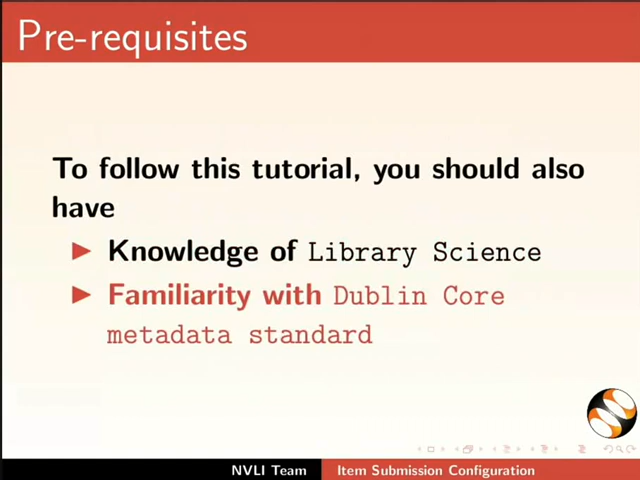 Pre-requisites
To follow this tutorial, you should also
have
Knowledge of Library Science
Familiarity with Dublin Core
metadata standard
NVLI Team Item Submission Configuration